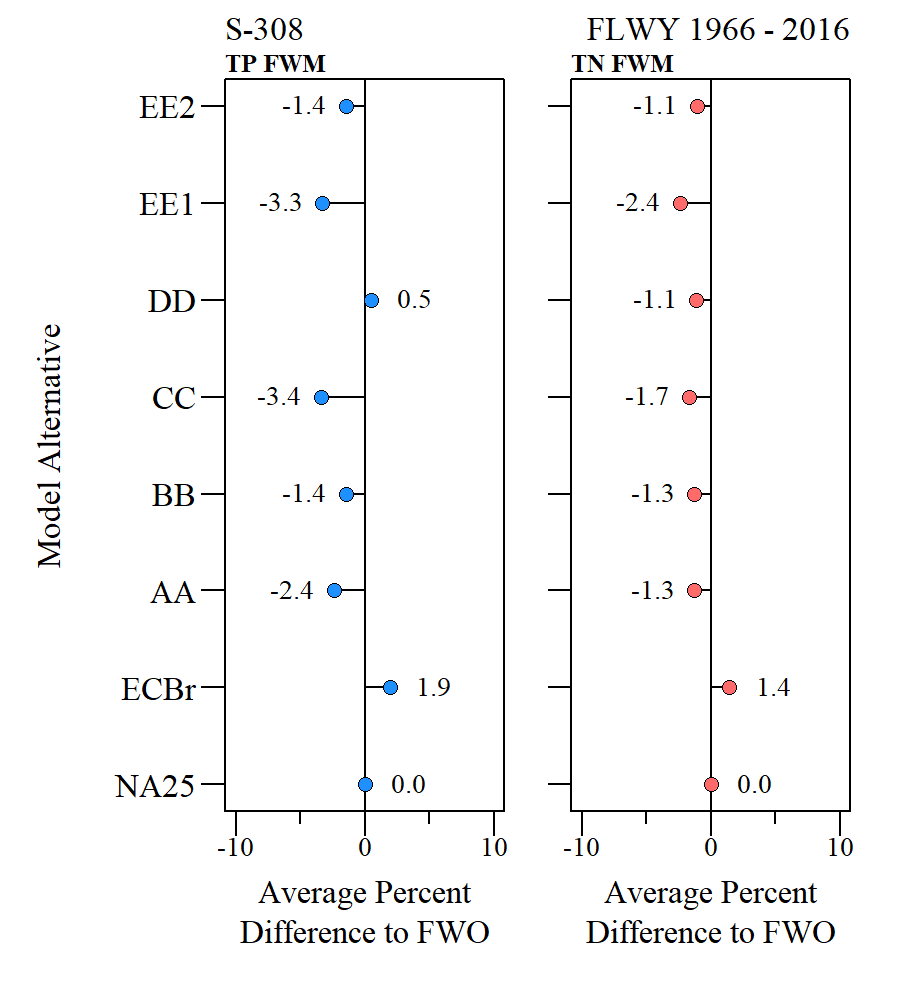 S-308 FLWY 1966 - 2016
TP FWM TN FWM
EE2 -1.4 -1.1
EE1 -3.3 -2.4
DD 0.5 -1.1
CC -3.4 -1.7
BB -1.4 -1.3
AA -2.4 -1.3
ECBr 1.9 1.4
NA25 0.0 0.0
Model Alternative
-10 0 10 -10 0 10
Average Percent Average Percent
Difference to FWO Difference to FWO